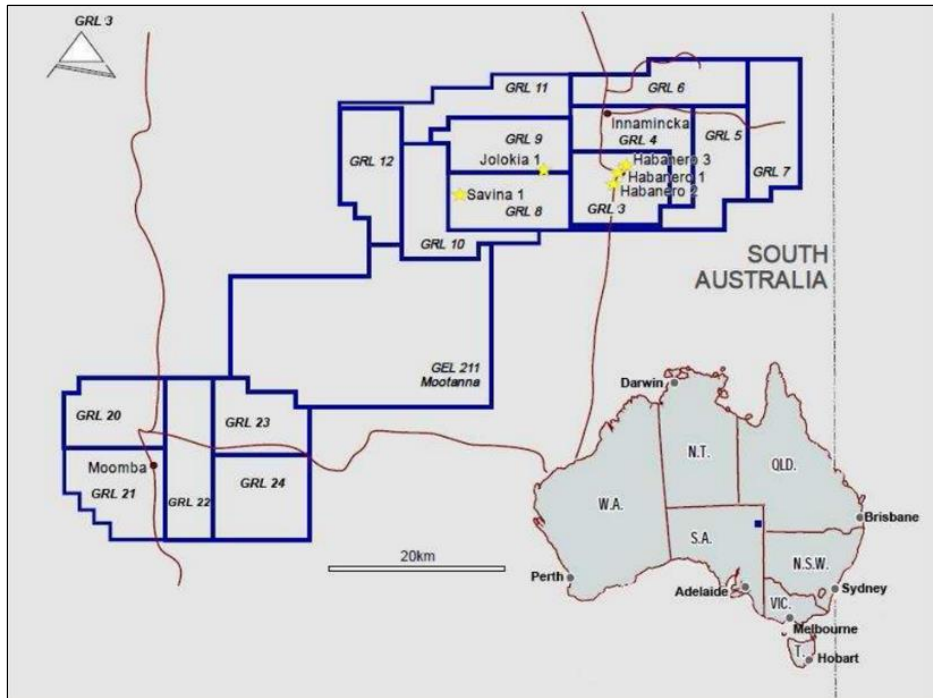 GRL 3
GRL 11
GRL 6
GRL 12
GRL 9
Innamincka
GRL 4
GRL 5
GRL 7
Jolokia 1
Habanero 3
Habanero 1
Habanero 2
Savina 1
GRL 8
GRL 3
GRL 10
SOUTH
AUSTRALIA
GEL 211
Mootanna
GRL 20
GRL 23
Moomba
GRL 21
GRL 22
GRL 24
20km
Darwin
N.T.
QLD.
W.A.
S.A.
Brisbane
N.S.W.
Perth
Adelaide
Sydney
VIC.
Melbourne
T.
Hobart